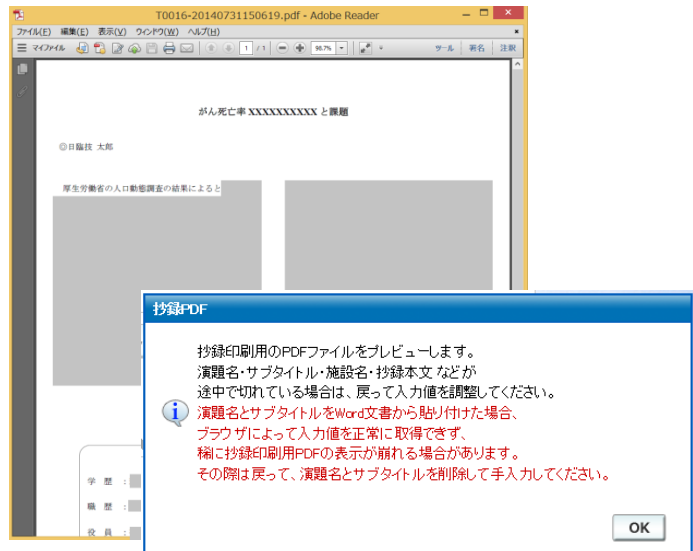 T0016-20140731150619.pdf - Adobe Reader
ファイル(F) 編集(E) 表示(V) ウィンドウ(W) ヘルプ(H)
マイファイル 1 / 1 98.7% ツール 署名 注釈
がん死亡率 XXXXXXXXXX と課題
◎日臨技 太郎
厚生労働省の人口動態調査の結果によると
学 歴 :
職 歴 :
役 員 :
抄録PDF
抄録印刷用のPDFファイルをプレビューします。
演題名・サブタイトル・施設名・抄録本文 などが
途中で切れている場合は、戻って入力値を調整してください。
演題名とサブタイトルをWord文書から貼り付けた場合、
ブラウザによって入力値を正常に取得できず、
稀に抄録印刷用PDFの表示が崩れる場合があります。
その際は戻って、演題名とサブタイトルを削除して手入力してください。
OK